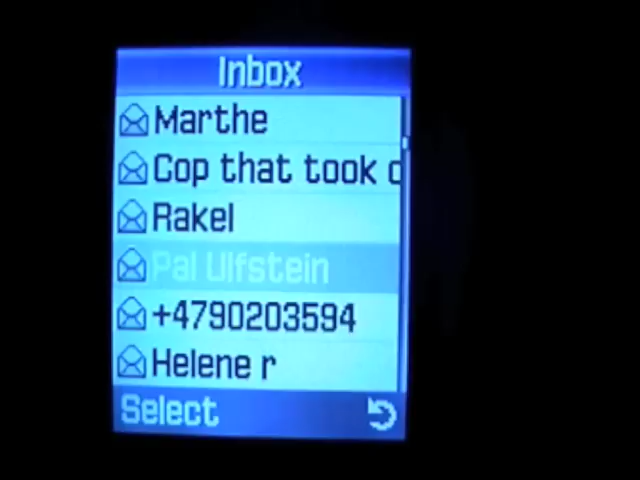 Inbox
Marthe
Cop that took c
Rakel
Pal Ulfstein
+4790203594
Helene r
Select